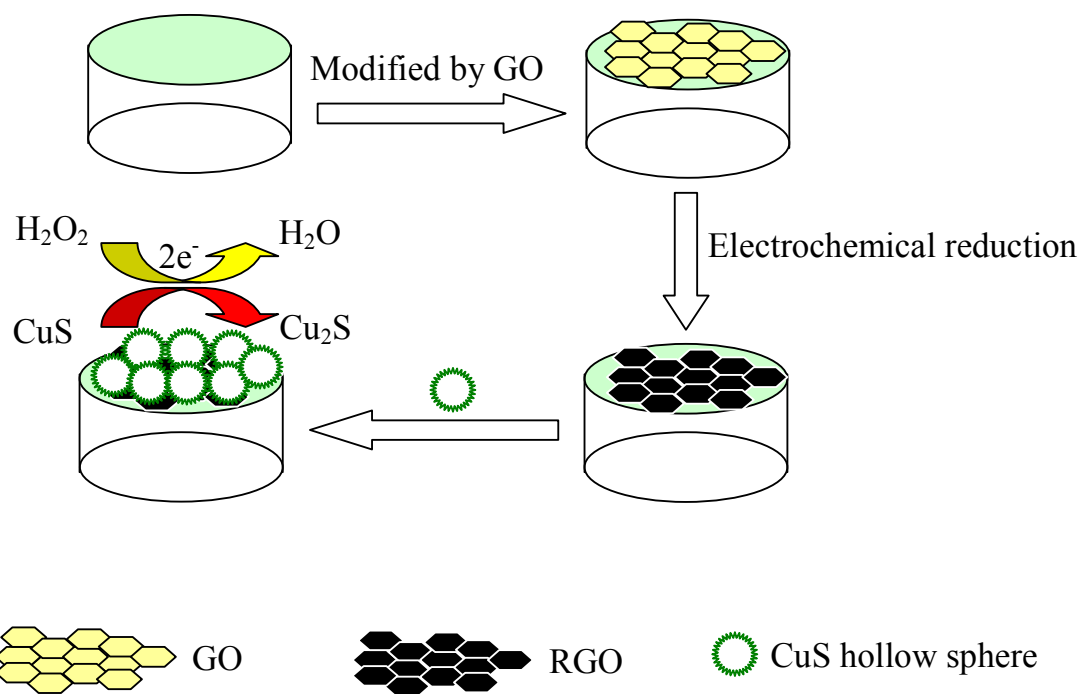 Modified by GO
Electrochemical reduction
H₂O₂
2e⁻
H₂O
CuS
Cu₂S
GO
RGO
CuS hollow sphere